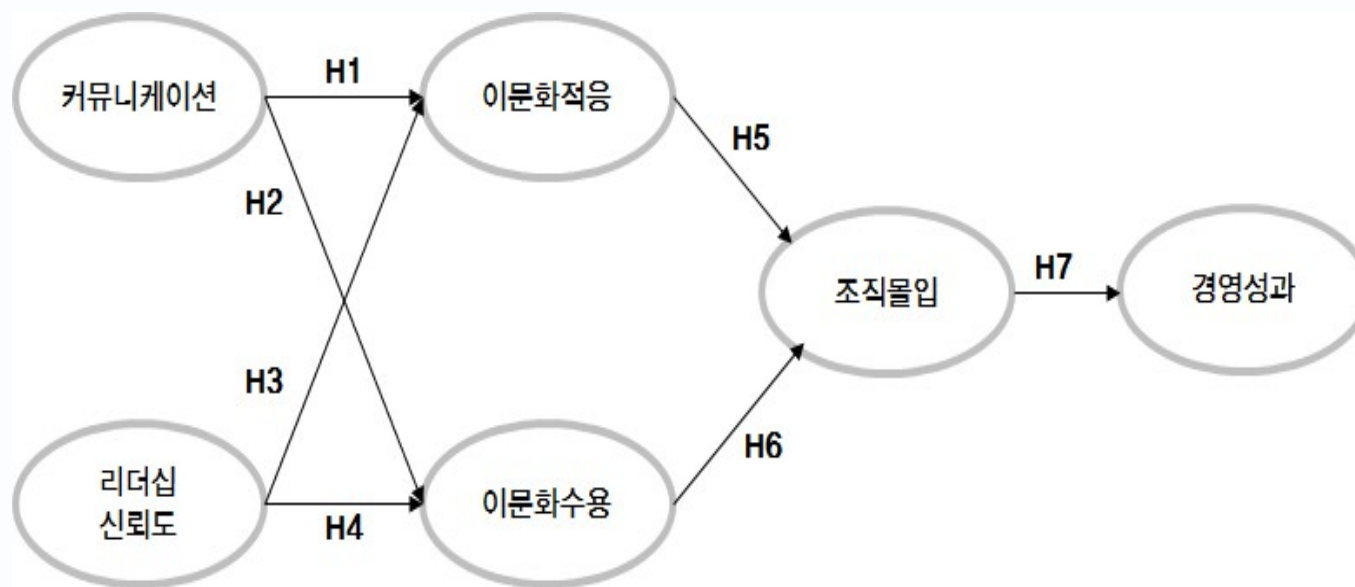 커뮤니케이션
H1
이문화적응
H5
H2
조직몰입
H7
경영성과
H3
H6
리더십
신뢰도
H4
이문화수용